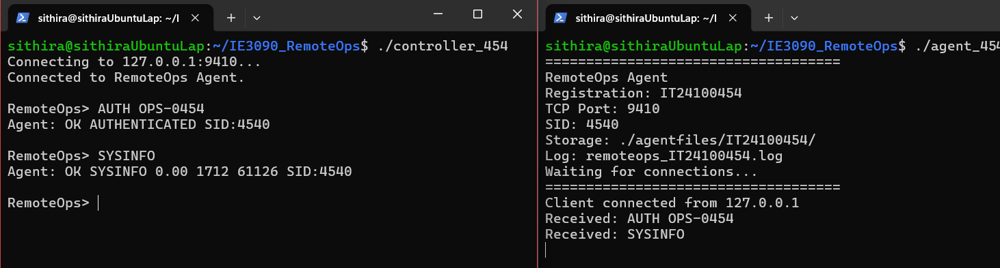 sithira@sithiraUbuntuLap: ~/I
sithira@sithiraUbuntuLap:~/IE3090_RemoteOps$ ./controller_454
Connecting to 127.0.0.1:9410...
Connected to RemoteOps Agent.
RemoteOps> AUTH OPS-0454
Agent: OK AUTHENTICATED SID:4540
RemoteOps> SYSINFO
Agent: OK SYSINFO 0.00 1712 61126 SID:4540
RemoteOps>
sithira@sithiraUbuntuLap: ~/I
sithira@sithiraUbuntuLap:~/IE3090_RemoteOps$ ./agent_454
====================================
RemoteOps Agent
Registration: IT24100454
TCP Port: 9410
SID: 4540
Storage: ./agentfiles/IT24100454/
Log: remoteops_IT24100454.log
Waiting for connections...
====================================
Client connected from 127.0.0.1
Received: AUTH OPS-0454
Received: SYSINFO